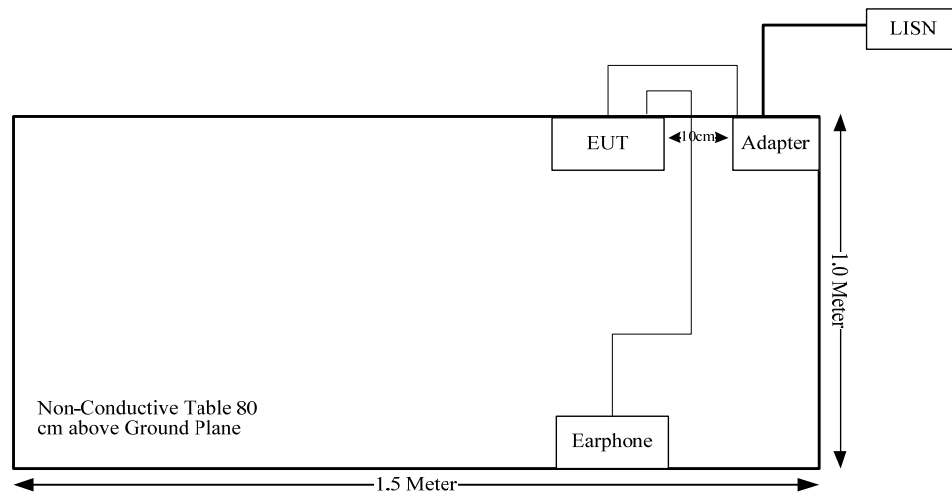 LISN
EUT
10cm
Adapter
1.0 Meter
Non-Conductive Table 80
cm above Ground Plane
Earphone
1.5 Meter